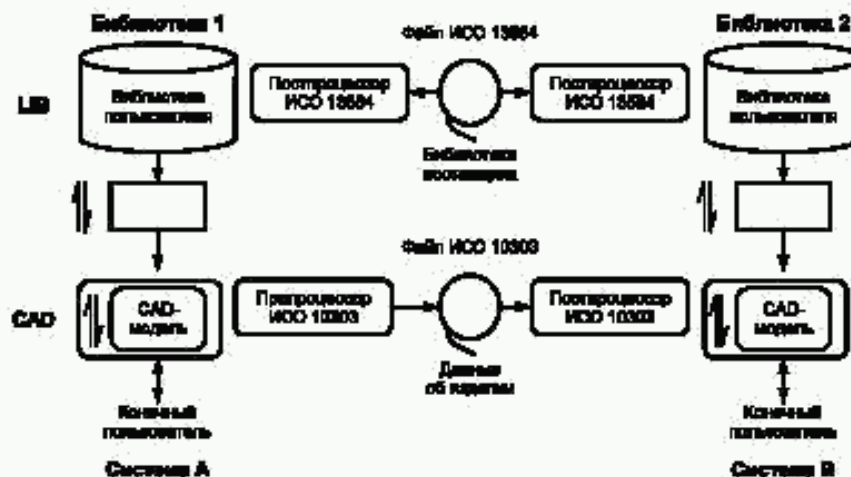 Библиотека 1
Файл ИСО 13584
Библиотека 2
LIB
Библиотека
пользователя
Постпроцессор
ИСО 13584
Постпроцессор
ИСО 13584
Библиотека
пользователя
Библиотека
поставщика
Файл ИСО 10303
CAD
CAD-
модель
Препроцессор
ИСО 10303
Постпроцессор
ИСО 10303
CAD-
модель
Данные
об изделии
Конечный
пользователь
Конечный
пользователь
Система A
Система B